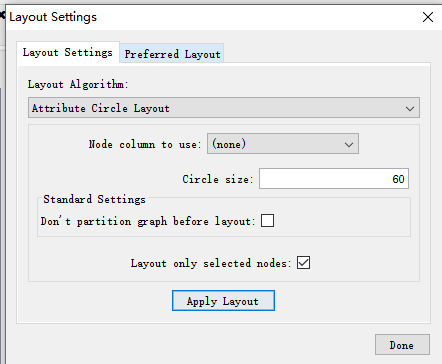 Layout Settings
Layout Settings
Preferred Layout
Layout Algorithm:
Attribute Circle Layout
Node column to use: (none)
Circle size: 60
Standard Settings
Don't partition graph before layout:
Layout only selected nodes:
Apply Layout
Done